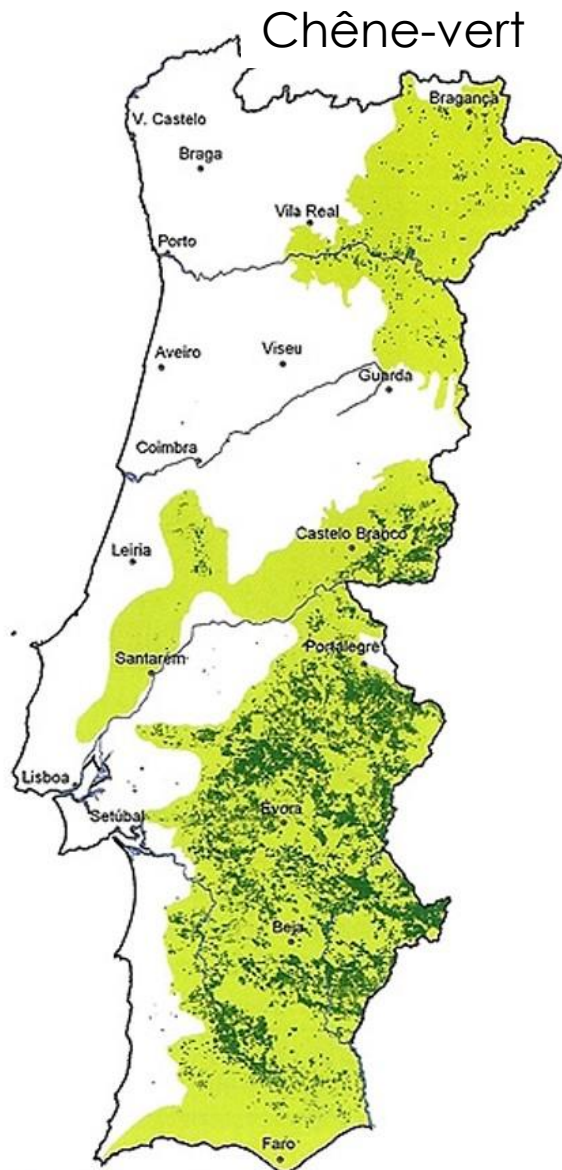 Chêne-vert
Bragança
V. Castelo
Braga
Vila Real
Porto
Aveiro
Viseu
Guarda
Coimbra
Castelo Branco
Leiria
Portalegre
Santarém
Lisboa
Évora
Setúbal
Beja
Faro